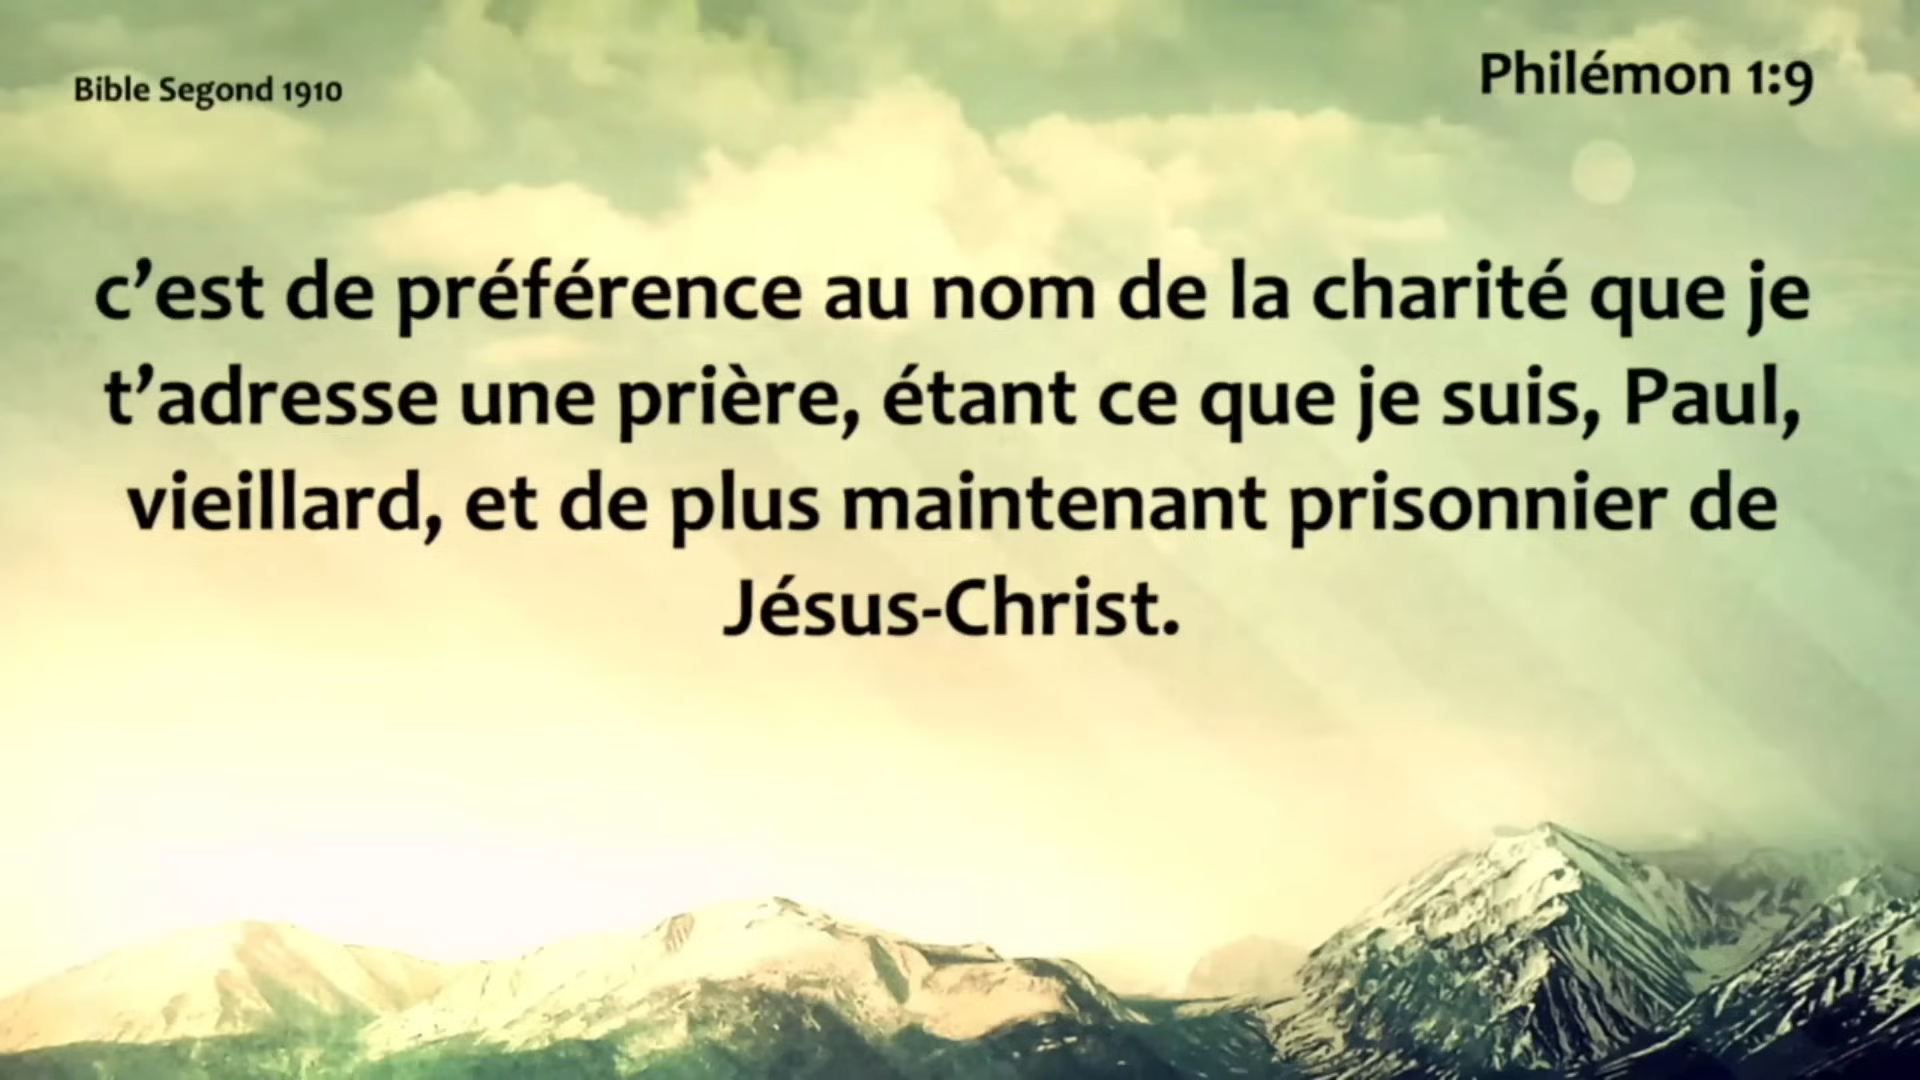 Bible Segond 1910
Philémon 1:9
c’est de préférence au nom de la charité que je
t’adresse une prière, étant ce que je suis, Paul,
vieillard, et de plus maintenant prisonnier de
Jésus-Christ.